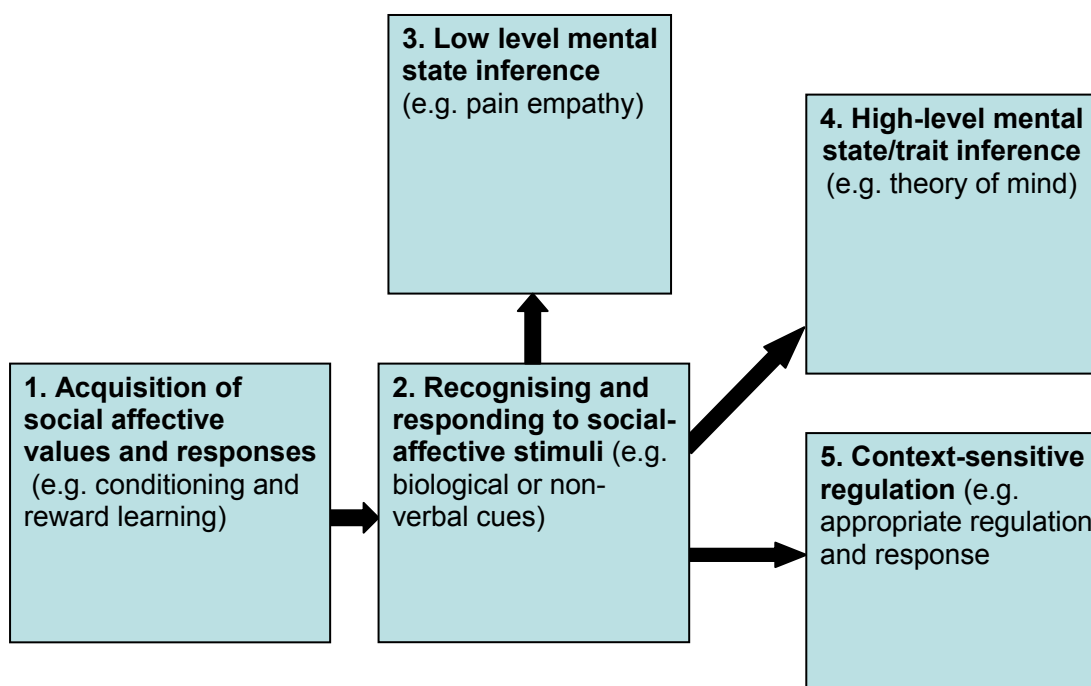 3. Low level mental
state inference
(e.g. pain empathy)
4. High-level mental
state/trait inference
(e.g. theory of mind)
1. Acquisition of
social affective
values and responses
(e.g. conditioning and
reward learning)
2. Recognising and
responding to social-
affective stimuli (e.g.
biological or non-
verbal cues)
5. Context-sensitive
regulation (e.g.
appropriate regulation
and response